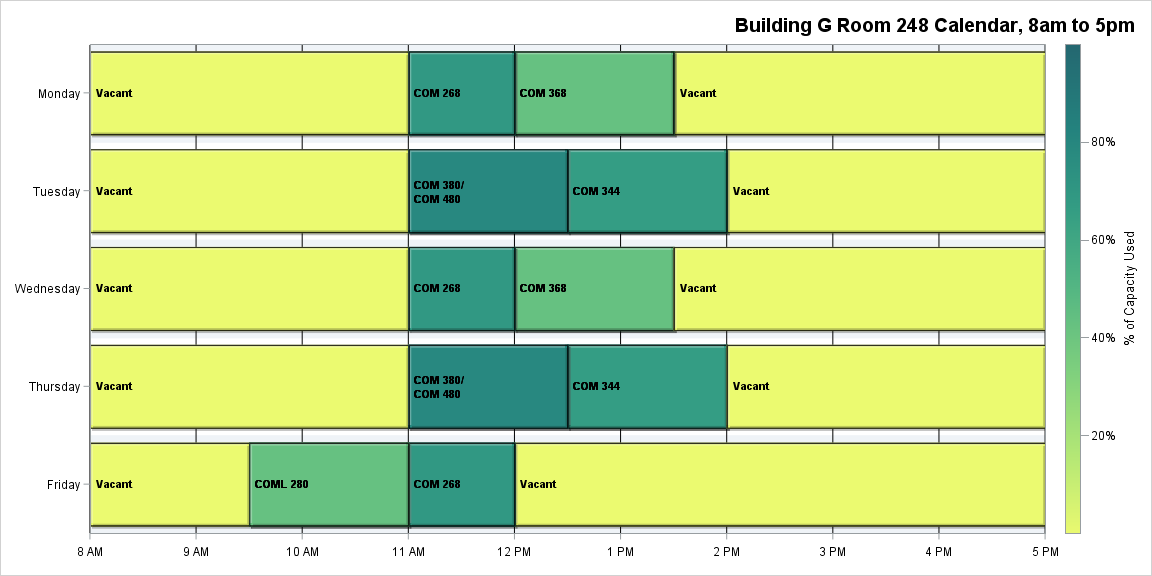 Building G Room 248 Calendar, 8am to 5pm
Monday
Vacant
COM 268
COM 368
Vacant
Tuesday
Vacant
COM 380/
COM 480
COM 344
Vacant
Wednesday
Vacant
COM 268
COM 368
Vacant
Thursday
Vacant
COM 380/
COM 480
COM 344
Vacant
Friday
Vacant
COML 280
COM 268
Vacant
8 AM
9 AM
10 AM
11 AM
12 PM
1 PM
2 PM
3 PM
4 PM
5 PM
80%
60%
40%
20%
% of Capacity Used